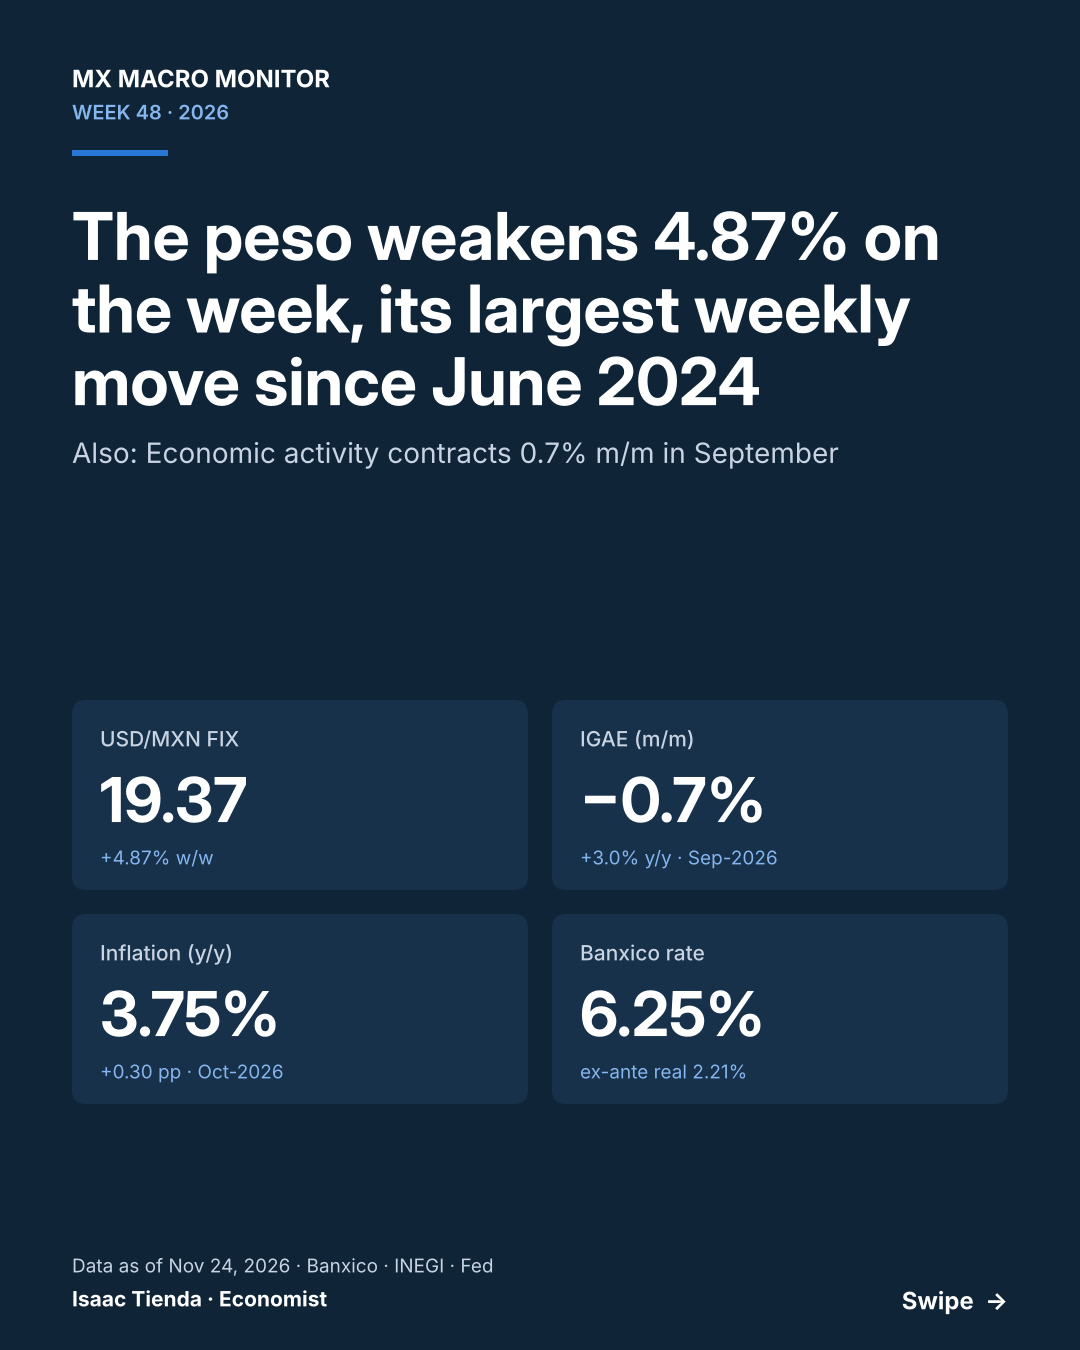 MX MACRO MONITOR
WEEK 48 · 2026
The peso weakens 4.87% on
the week, its largest weekly
move since June 2024
Also: Economic activity contracts 0.7% m/m in September
USD/MXN FIX
19.37
+4.87% w/w
IGAE (m/m)
−0.7%
+3.0% y/y · Sep-2026
Inflation (y/y)
3.75%
+0.30 pp · Oct-2026
Banxico rate
6.25%
ex-ante real 2.21%
Data as of Nov 24, 2026 · Banxico · INEGI · Fed
Isaac Tienda · Economist
Swipe →